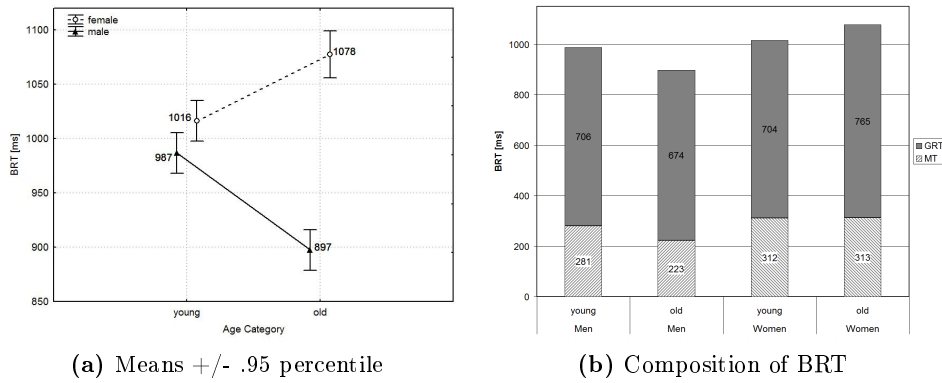 female
male
1100
1050
1000
950
900
850
BRT [ms]
1078
1016
987
897
young old
Age Category
(a) Means +/- .95 percentile
1000
800
600
400
200
0
BRT [ms]
706 674 704 765
281 223 312 313
GRT
MT
young old young old
Men Men Women Women
(b) Composition of BRT